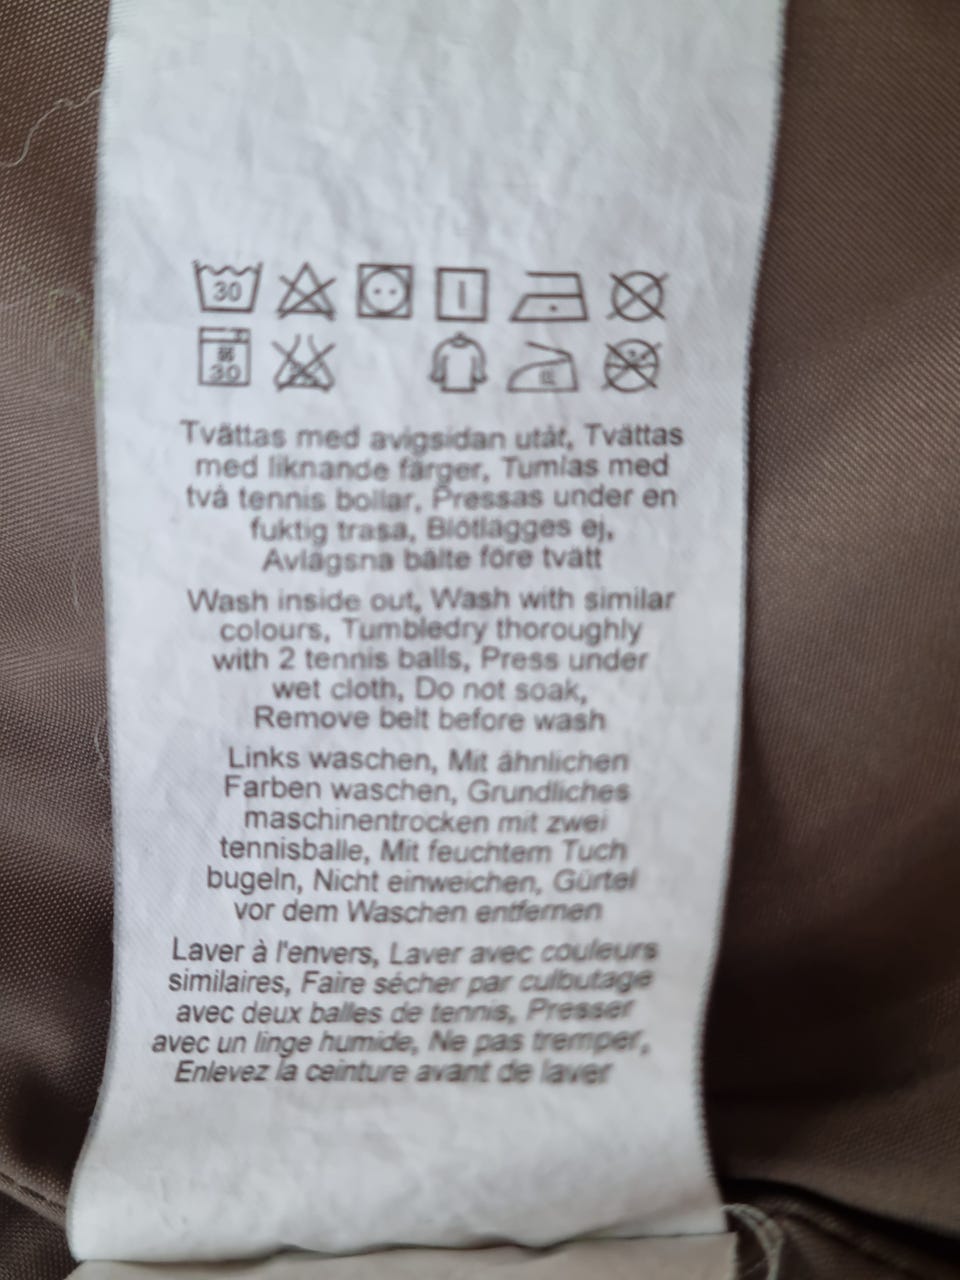 30
30
Tvättas med avigsidan utåt, Tvättas
med liknande färger, Tumlas med
två tennis bollar, Pressas under en
fuktig trasa, Blötlägges ej,
Avlägsna bälte före tvätt
Wash inside out, Wash with similar
colours, Tumbledry thoroughly
with 2 tennis balls, Press under
wet cloth, Do not soak,
Remove belt before wash
Links waschen, Mit ähnlichen
Farben waschen, Grundliches
maschinentrocken mit zwei
tennisballe, Mit feuchtem Tuch
bugeln, Nicht einweichen, Gürtel
vor dem Waschen entfernen
Laver à l'envers, Laver avec couleurs
similaires, Faire sécher par culbutage
avec deux balles de tennis, Presser
avec un linge humide, Ne pas tremper,
Enlevez la ceinture avant de laver